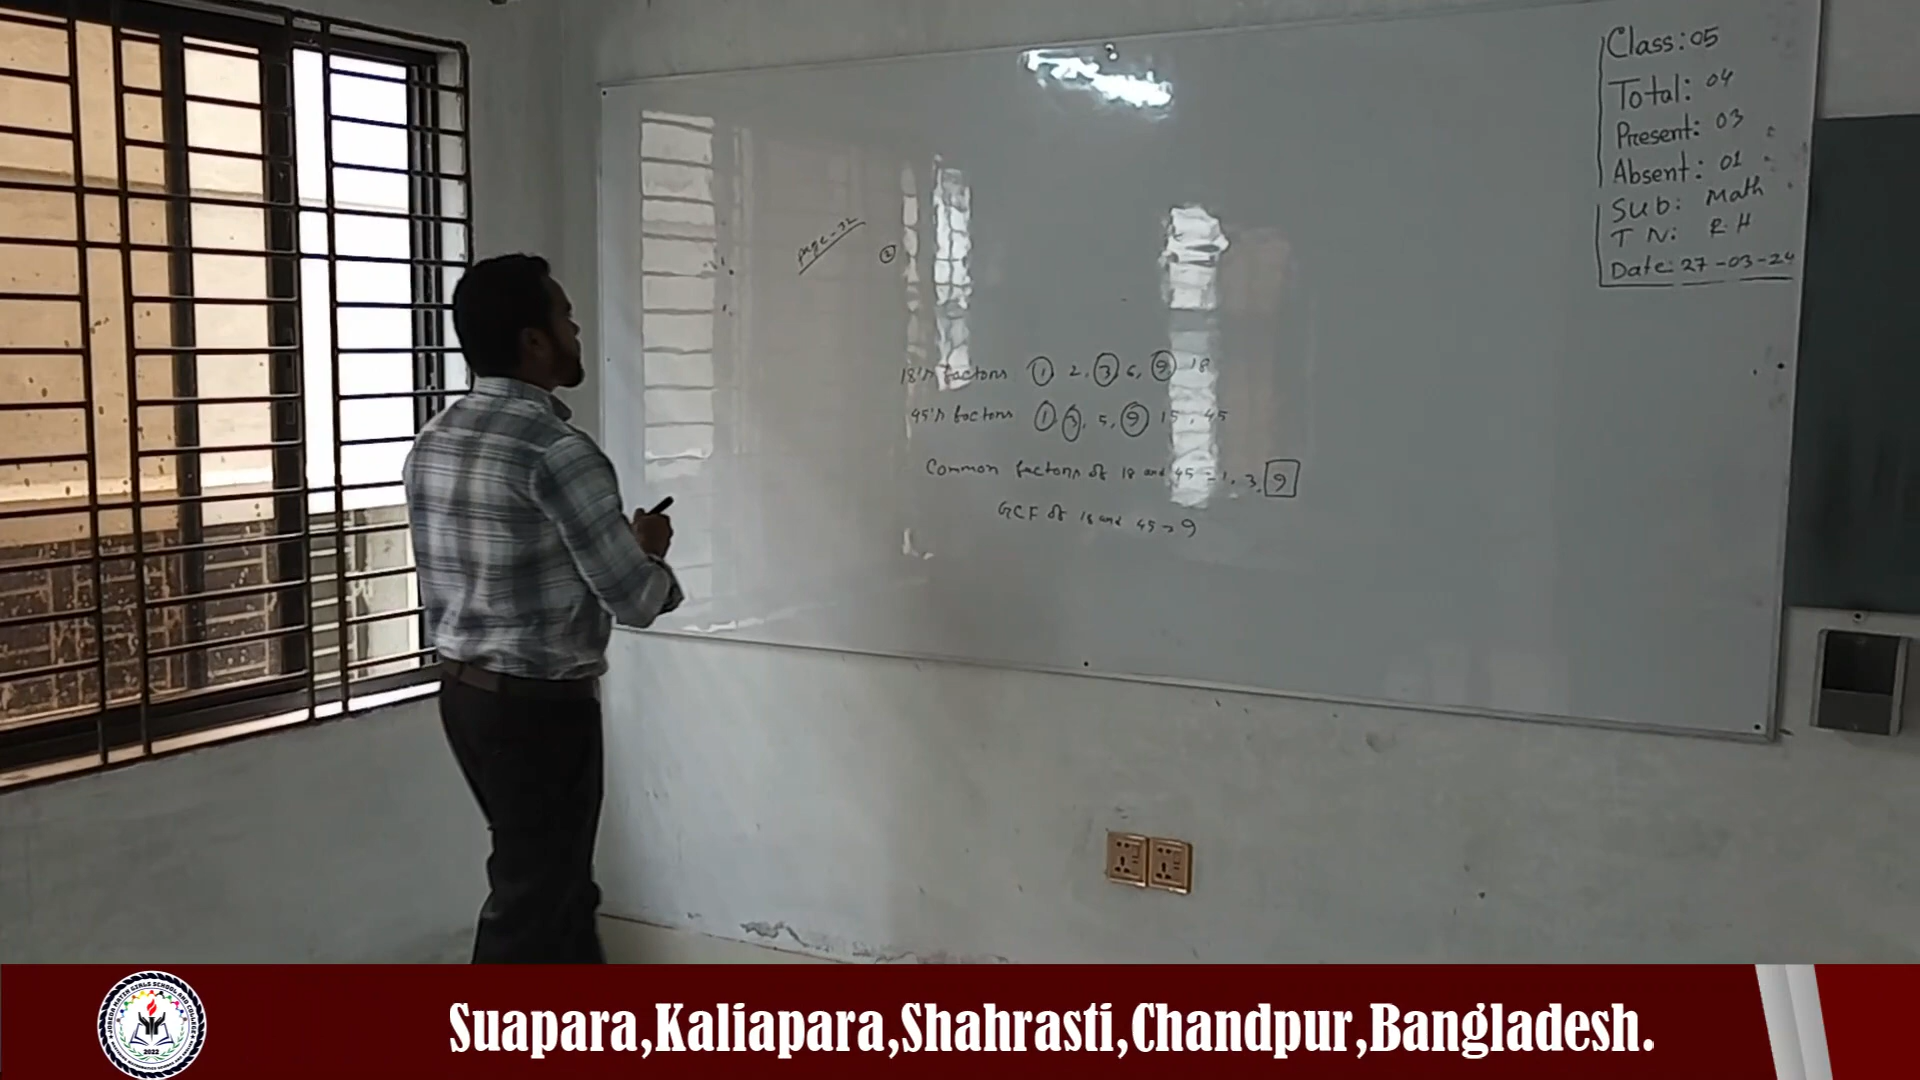 Class: 05
Total: 04
Present: 03
Absent: 01
Sub: Math
T N: R.H
Date: 27-03-24
page-32
②
18's factors 1 2, 3 6, 9, 18
45's factors 1, 3, 5, 9 15, 45
Common factors of 18 and 45 = 1, 3, 9
GCF of 18 and 45 = 9
Suapara,Kaliapara,Shahrasti,Chandpur,Bangladesh.
2022